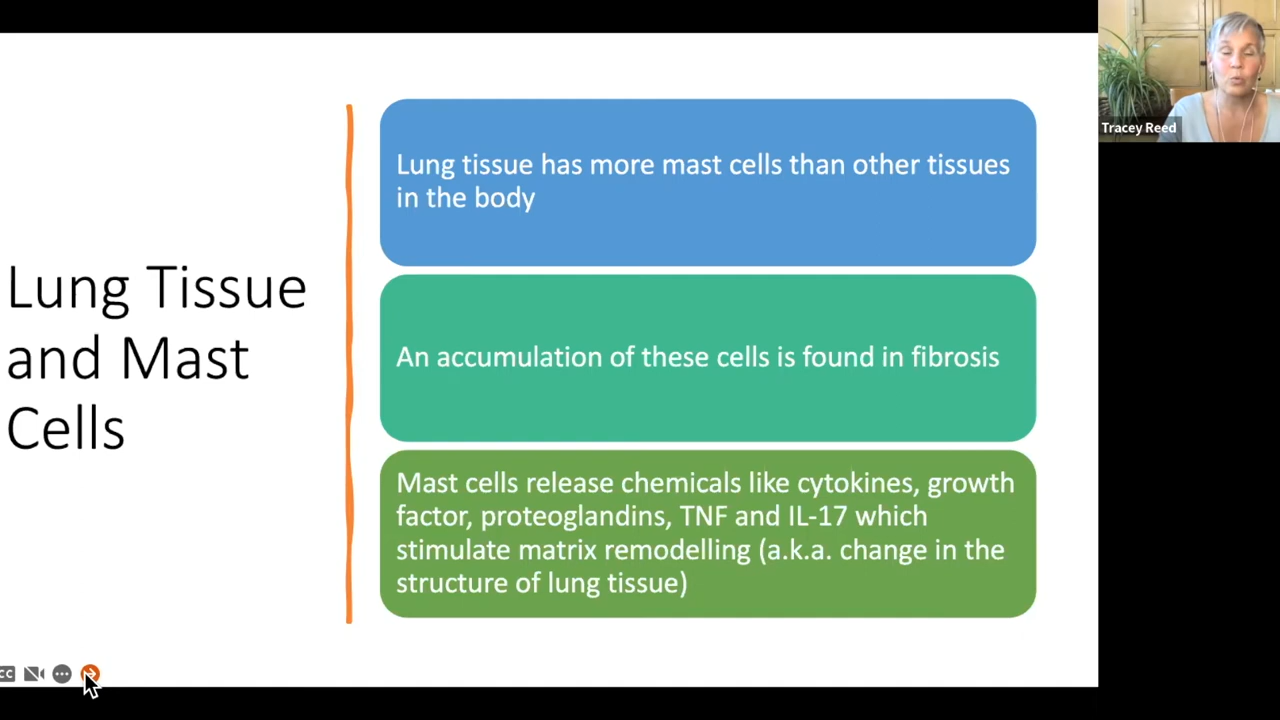 Lung Tissue
and Mast
Cells
Lung tissue has more mast cells than other tissues
in the body
An accumulation of these cells is found in fibrosis
Mast cells release chemicals like cytokines, growth
factor, proteoglandins, TNF and IL-17 which
stimulate matrix remodelling (a.k.a. change in the
structure of lung tissue)
Tracey Reed
CC